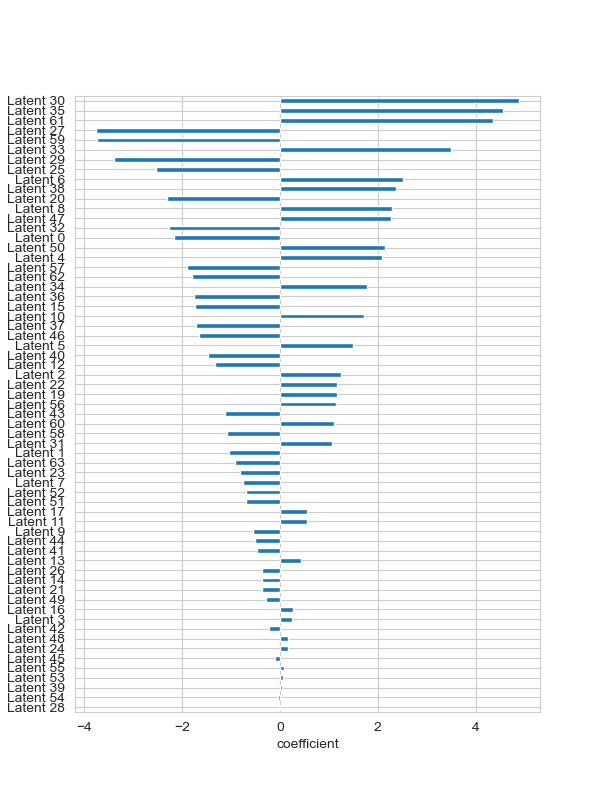 Latent 30
Latent 35
Latent 61
Latent 27
Latent 59
Latent 33
Latent 29
Latent 25
Latent 6
Latent 38
Latent 20
Latent 8
Latent 47
Latent 32
Latent 0
Latent 50
Latent 4
Latent 57
Latent 62
Latent 34
Latent 36
Latent 15
Latent 10
Latent 37
Latent 46
Latent 5
Latent 40
Latent 12
Latent 2
Latent 22
Latent 19
Latent 56
Latent 43
Latent 60
Latent 58
Latent 31
Latent 1
Latent 63
Latent 23
Latent 7
Latent 52
Latent 51
Latent 17
Latent 11
Latent 9
Latent 44
Latent 41
Latent 13
Latent 26
Latent 14
Latent 21
Latent 49
Latent 16
Latent 3
Latent 42
Latent 48
Latent 24
Latent 45
Latent 55
Latent 53
Latent 39
Latent 54
Latent 28
−4 −2 0 2 4
coefficient